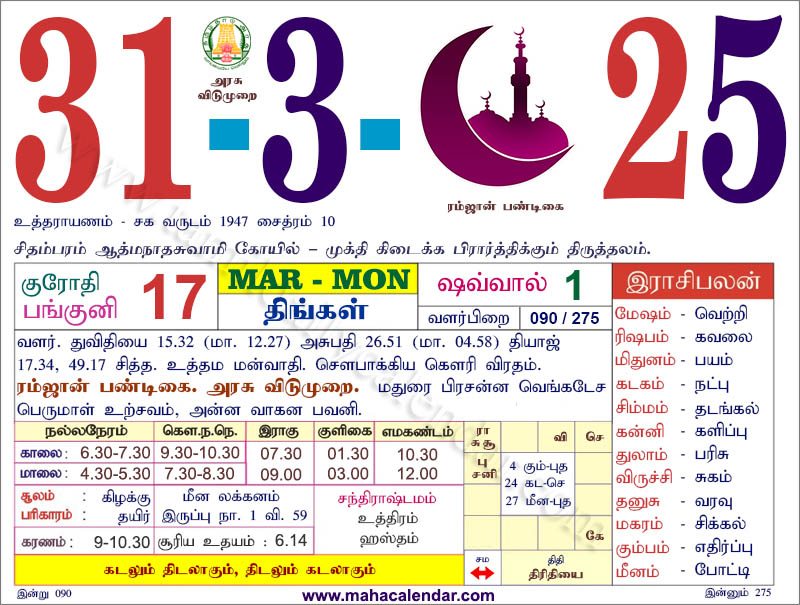 31 - 3 - 25
அரசு
விடுமுறை
ரம்ஜான் பண்டிகை
உத்தராயணம் - சக வருடம் 1947 சைத்ரம் 10
சிதம்பரம் ஆத்மநாதசுவாமி கோயில் – முக்தி கிடைக்க பிரார்த்திக்கும் திருத்தலம்.
குரோதி
பங்குனி
17
MAR - MON
திங்கள்
ஷவ்வால் 1
வளர்பிறை 090 / 275
வளர். துவிதியை 15.32 (மா. 12.27) அசுபதி 26.51 (மா. 04.58) தியாஜ்
17.34, 49.17 சித்த. உத்தம மன்வாதி. சௌபாக்கிய கௌரி விரதம்.
ரம்ஜான் பண்டிகை. அரசு விடுமுறை. மதுரை பிரசன்ன வெங்கடேச
பெருமாள் உற்சவம், அன்ன வாகன பவனி.
நல்லநேரம் கௌ.ந.நெ. இராகு குளிகை எமகண்டம்
காலை: 6.30-7.30 9.30-10.30 07.30 01.30 10.30
மாலை: 4.30-5.30 7.30-8.30 09.00 03.00 12.00
சூலம் : கிழக்கு
பரிகாரம் : தயிர்
மீன லக்கனம்
இருப்பு நா. 1 வி. 59
சந்திராஷ்டமம்
உத்திரம்
ஹஸ்தம்
கரணம் : 9-10.30 சூரிய உதயம் : 6.14
கடலும் திடலாகும், திடலும் கடலாகும்
ரா
சு சூ
பு
சனி
வி
செ
4 கும்-புத
24 கட-செ
27 மீன-புத
கே
சம
திதி
திரிதியை
இராசிபலன்
மேஷம் - வெற்றி
ரிஷபம் - கவலை
மிதுனம் - பயம்
கடகம் - நட்பு
சிம்மம் - தடங்கல்
கன்னி - களிப்பு
துலாம் - பரிசு
விருச்சி - சுகம்
தனுசு - வரவு
மகரம் - சிக்கல்
கும்பம் - எதிர்ப்பு
மீனம் - போட்டி
இன்று 090
www.mahacalendar.com
இன்னும் 275